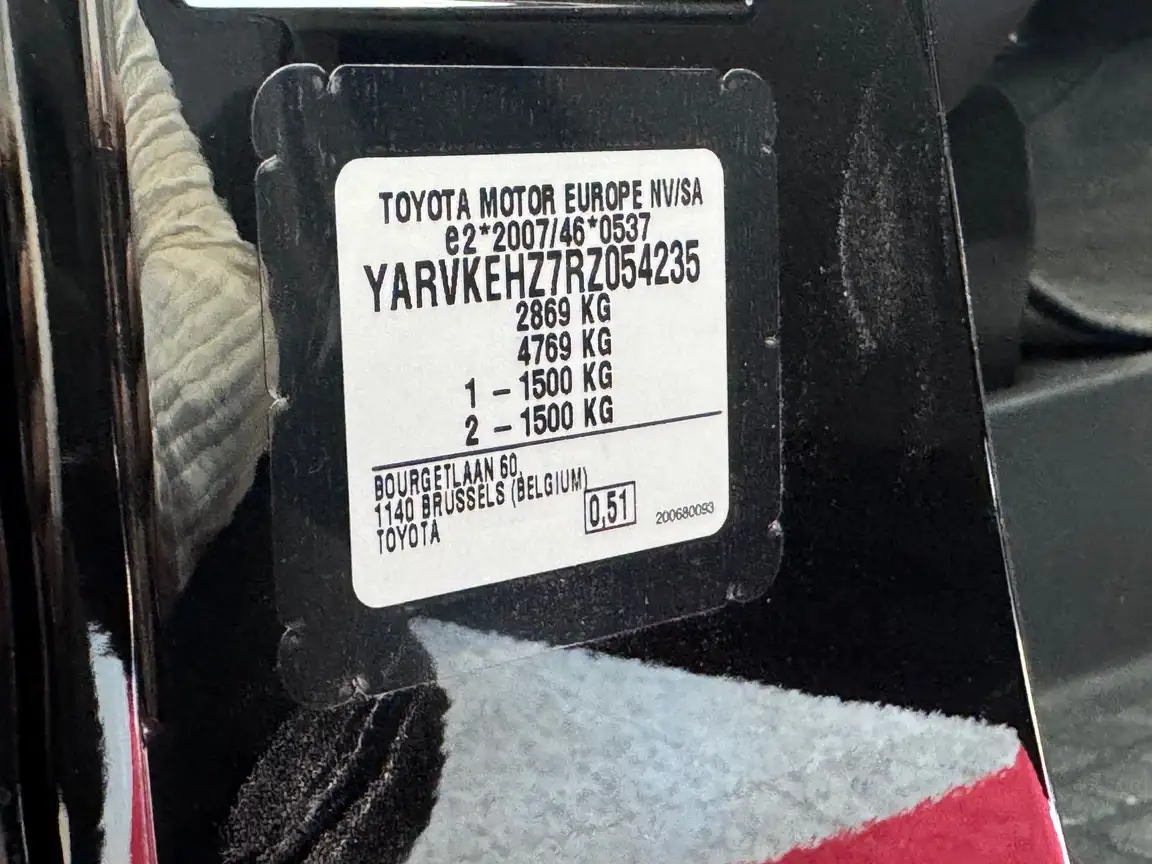 TOYOTA MOTOR EUROPE NV/SA
e2*2007/46*0537
YARVKEHZ7RZ054235
2869 KG
4769 KG
1 – 1500 KG
2 – 1500 KG
BOURGETLAAN 60,
1140 BRUSSELS (BELGIUM)
TOYOTA
0,51
200680093